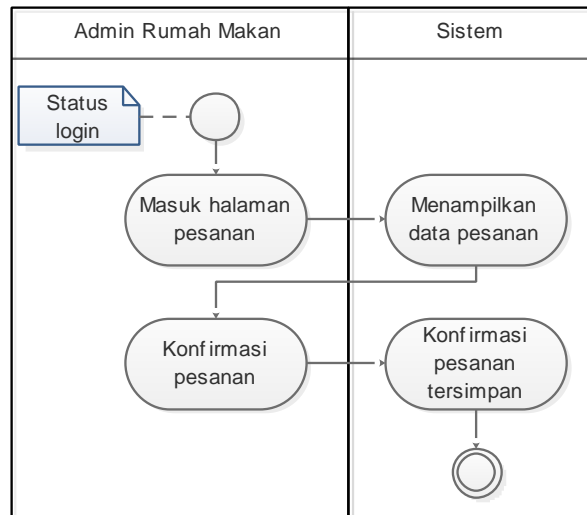 Admin Rumah Makan
Sistem
Status
login
Masuk halaman
pesanan
Menampilkan
data pesanan
Konfirmasi
pesanan
Konfirmasi
pesanan
tersimpan